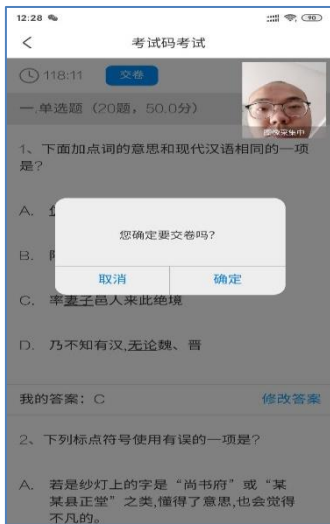 12:28
90
考试码考试
118:11
交卷
图像采集中
一.单选题（20题，50.0分）
1、下面加点词的意思和现代汉语相同的一项
是?
A.
您确定要交卷吗?
B.
取消
确定
C. 率妻子邑人来此绝境
D. 乃不知有汉,无论魏、晋
我的答案：C
修改答案
2、下列标点符号使用有误的一项是?
A. 若是纱灯上的字是“尚书府”或“某
某县正堂”之类,懂得了意思,也会觉得
不凡的。